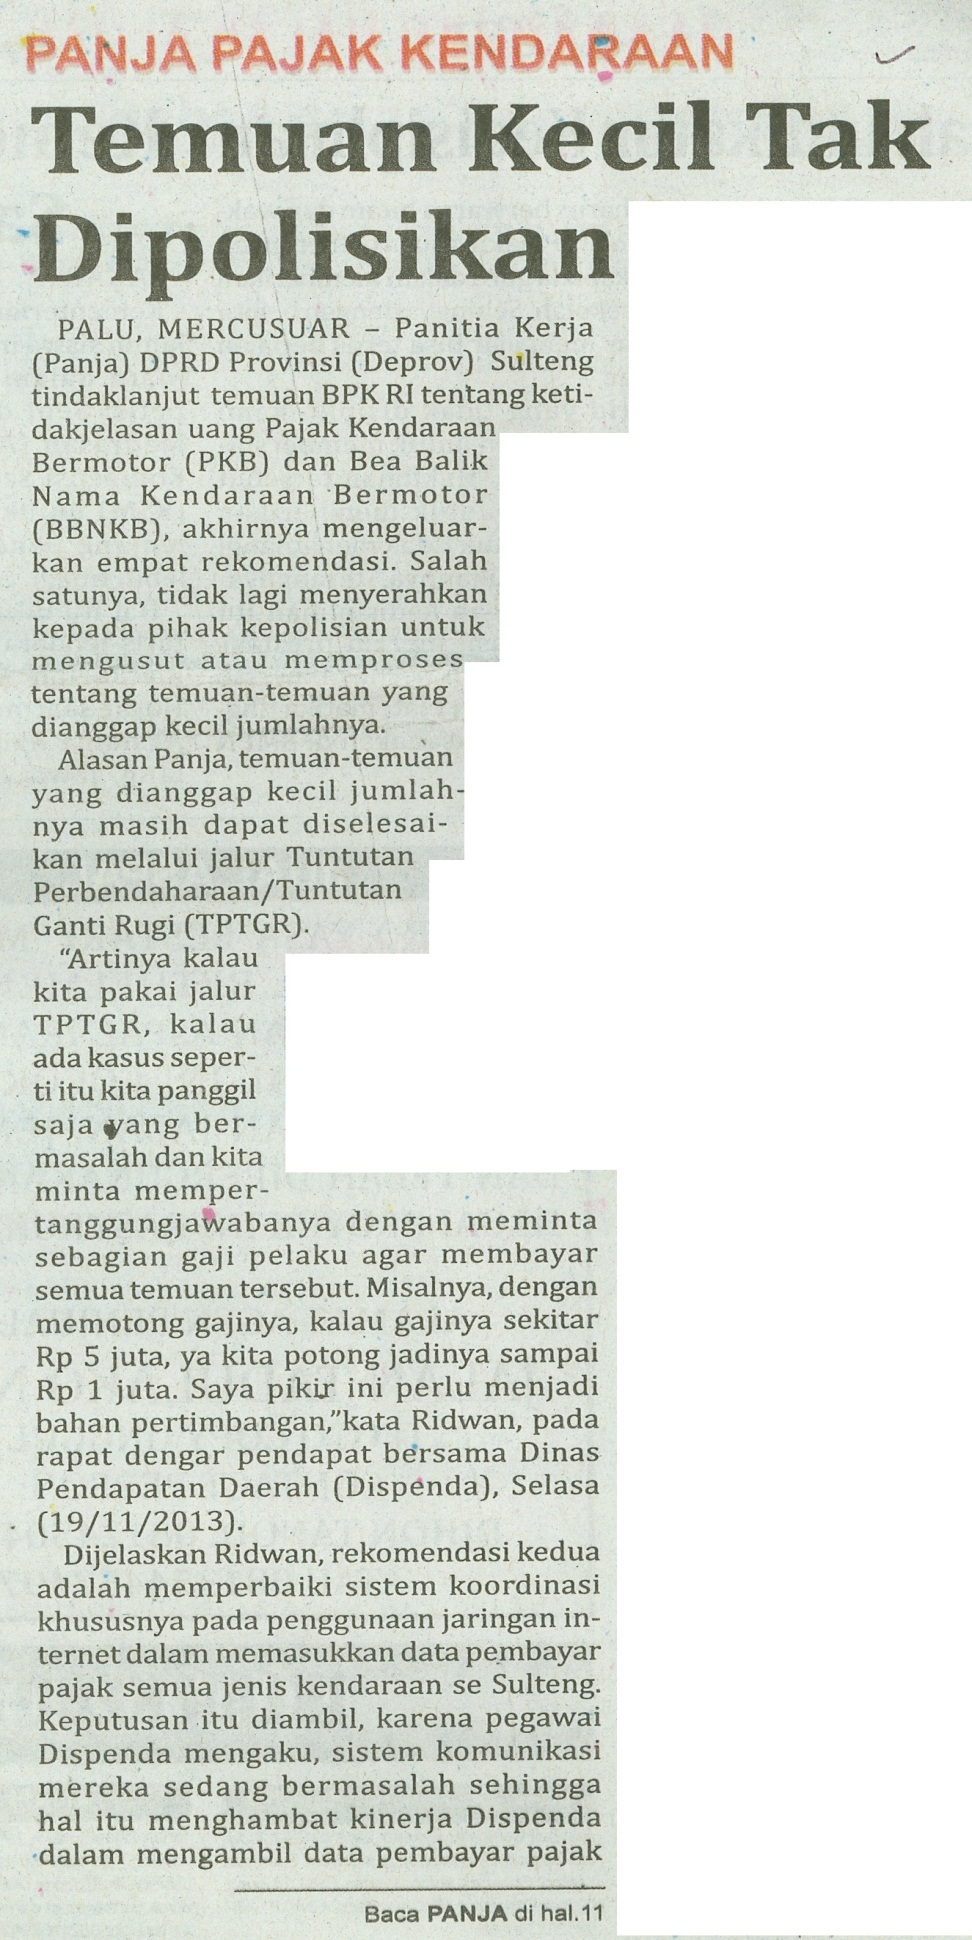 PANJA PAJAK KENDARAAN
Temuan Kecil Tak
Dipolisikan
PALU, MERCUSUAR – Panitia Kerja
(Panja) DPRD Provinsi (Deprov) Sulteng
tindaklanjut temuan BPK RI tentang keti-
dakjelasan uang Pajak Kendaraan
Bermotor (PKB) dan Bea Balik
Nama Kendaraan Bermotor
(BBNKB), akhirnya mengeluar-
kan empat rekomendasi. Salah
satunya, tidak lagi menyerahkan
kepada pihak kepolisian untuk
mengusut atau memproses
tentang temuan-temuan yang
dianggap kecil jumlahnya.
Alasan Panja, temuan-temuan
yang dianggap kecil jumlah-
nya masih dapat diselesai-
kan melalui jalur Tuntutan
Perbendaharaan/Tuntutan
Ganti Rugi (TPTGR).
“Artinya kalau
kita pakai jalur
TPTGR, kalau
ada kasus seper-
ti itu kita panggil
saja yang ber-
masalah dan kita
minta memper-
tanggungjawabanya dengan meminta
sebagian gaji pelaku agar membayar
semua temuan tersebut. Misalnya, dengan
memotong gajinya, kalau gajinya sekitar
Rp 5 juta, ya kita potong jadinya sampai
Rp 1 juta. Saya pikir ini perlu menjadi
bahan pertimbangan,”kata Ridwan, pada
rapat dengar pendapat bersama Dinas
Pendapatan Daerah (Dispenda), Selasa
(19/11/2013).
Dijelaskan Ridwan, rekomendasi kedua
adalah memperbaiki sistem koordinasi
khususnya pada penggunaan jaringan in-
ternet dalam memasukkan data pembayar
pajak semua jenis kendaraan se Sulteng.
Keputusan itu diambil, karena pegawai
Dispenda mengaku, sistem komunikasi
mereka sedang bermasalah sehingga
hal itu menghambat kinerja Dispenda
dalam mengambil data pembayar pajak
Baca PANJA di hal.11